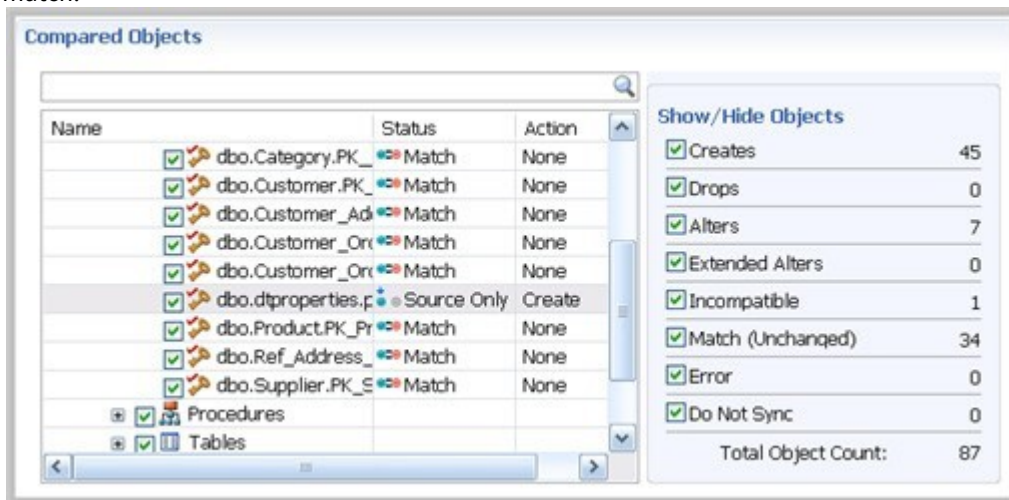 Compared Objects
Name Status Action
dbo.Category.PK_ Match None
dbo.Customer.PK_ Match None
dbo.Customer_Ad Match None
dbo.Customer_Or Match None
dbo.Customer_Or Match None
dbo.dtproperties.p Source Only Create
dbo.Product.PK_Pr Match None
dbo.Ref_Address_ Match None
dbo.Supplier.PK_S Match None
Procedures
Tables
Show/Hide Objects
Creates 45
Drops 0
Alters 7
Extended Alters 0
Incompatible 1
Match (Unchanged) 34
Error 0
Do Not Sync 0
Total Object Count: 87